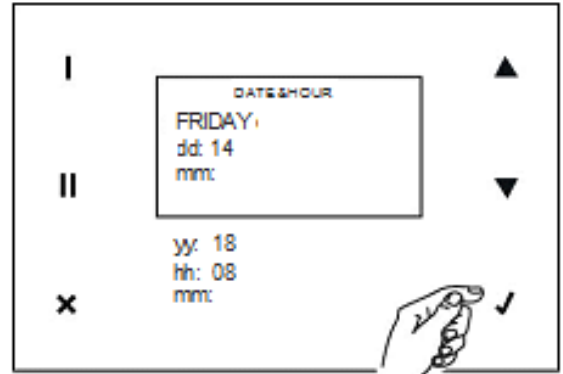 I
DATE&HOUR
FRIDAY
dd: 14
mm:
II
yy: 18
hh: 08
mm: